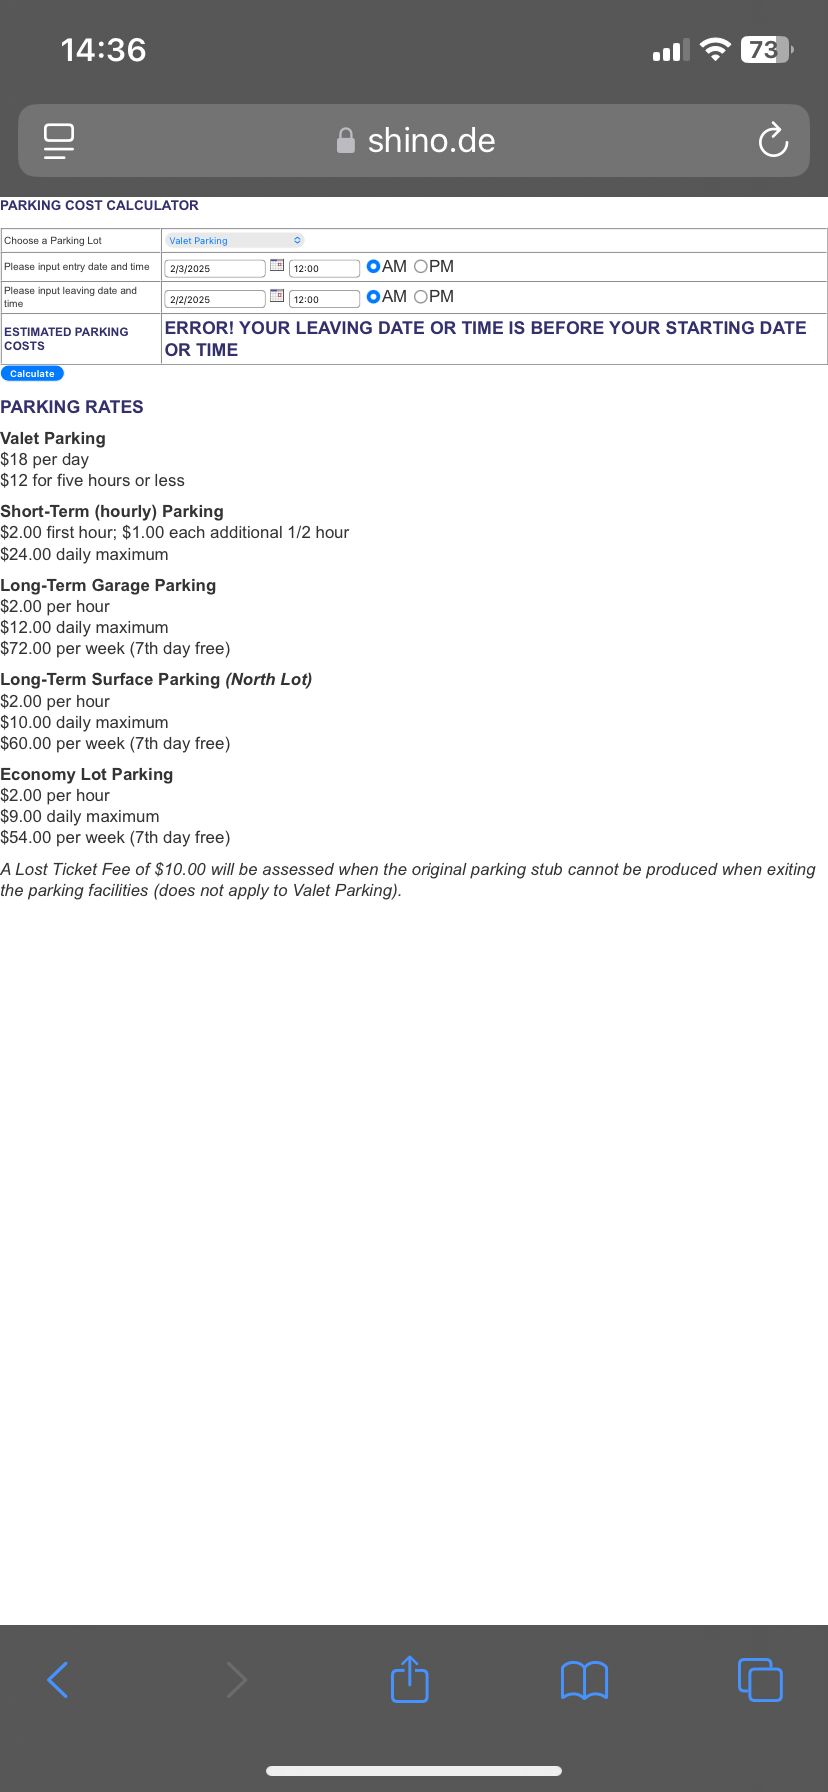 14:36
73
shino.de
PARKING COST CALCULATOR
Choose a Parking Lot
Valet Parking
Please input entry date and time
2/3/2025
12:00
AM PM
Please input leaving date and
time
2/2/2025
12:00
AM PM
ESTIMATED PARKING
COSTS
ERROR! YOUR LEAVING DATE OR TIME IS BEFORE YOUR STARTING DATE
OR TIME
Calculate
PARKING RATES
Valet Parking
$18 per day
$12 for five hours or less
Short-Term (hourly) Parking
$2.00 first hour; $1.00 each additional 1/2 hour
$24.00 daily maximum
Long-Term Garage Parking
$2.00 per hour
$12.00 daily maximum
$72.00 per week (7th day free)
Long-Term Surface Parking (North Lot)
$2.00 per hour
$10.00 daily maximum
$60.00 per week (7th day free)
Economy Lot Parking
$2.00 per hour
$9.00 daily maximum
$54.00 per week (7th day free)
A Lost Ticket Fee of $10.00 will be assessed when the original parking stub cannot be produced when exiting
the parking facilities (does not apply to Valet Parking).